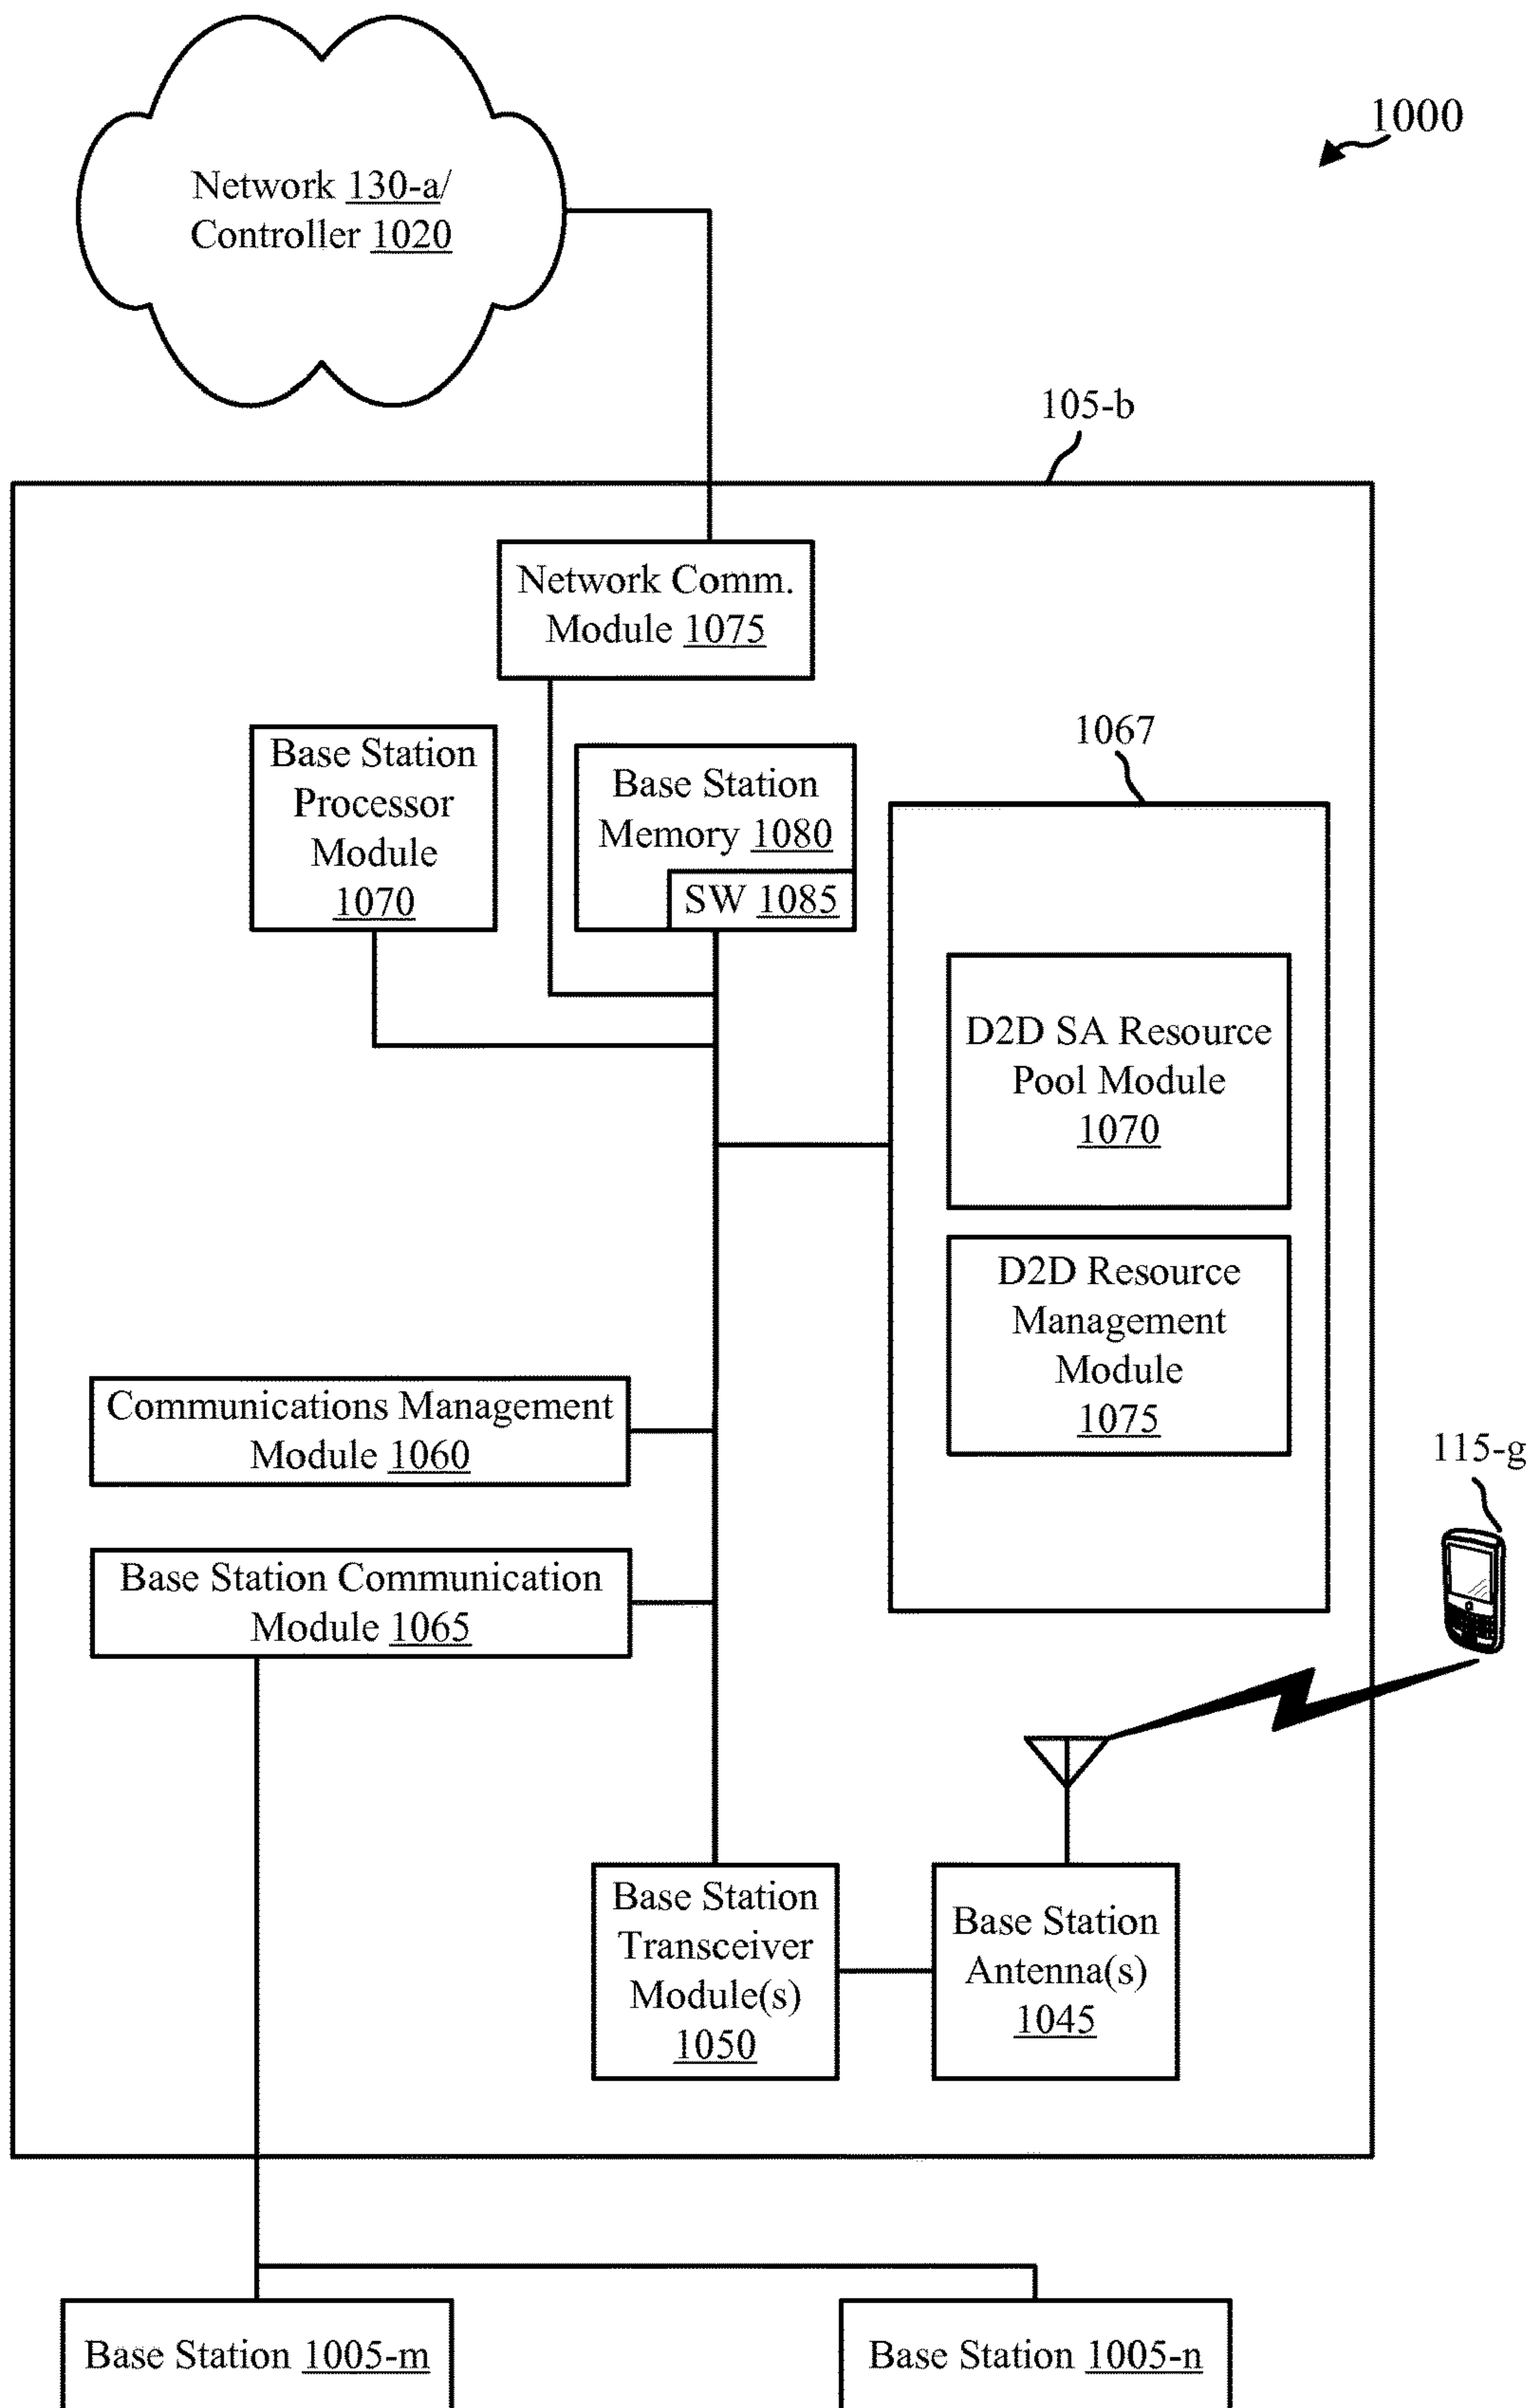 1000
Network 130-a/
Controller 1020
105-b
Network Comm.
Module 1075
Base Station
Processor
Module
1070
Base Station
Memory 1080
SW 1085
1067
D2D SA Resource
Pool Module
1070
D2D Resource
Management
Module
1075
Communications Management
Module 1060
Base Station Communication
Module 1065
115-g
Base Station
Transceiver
Module(s)
1050
Base Station
Antenna(s)
1045
Base Station 1005-m
Base Station 1005-n